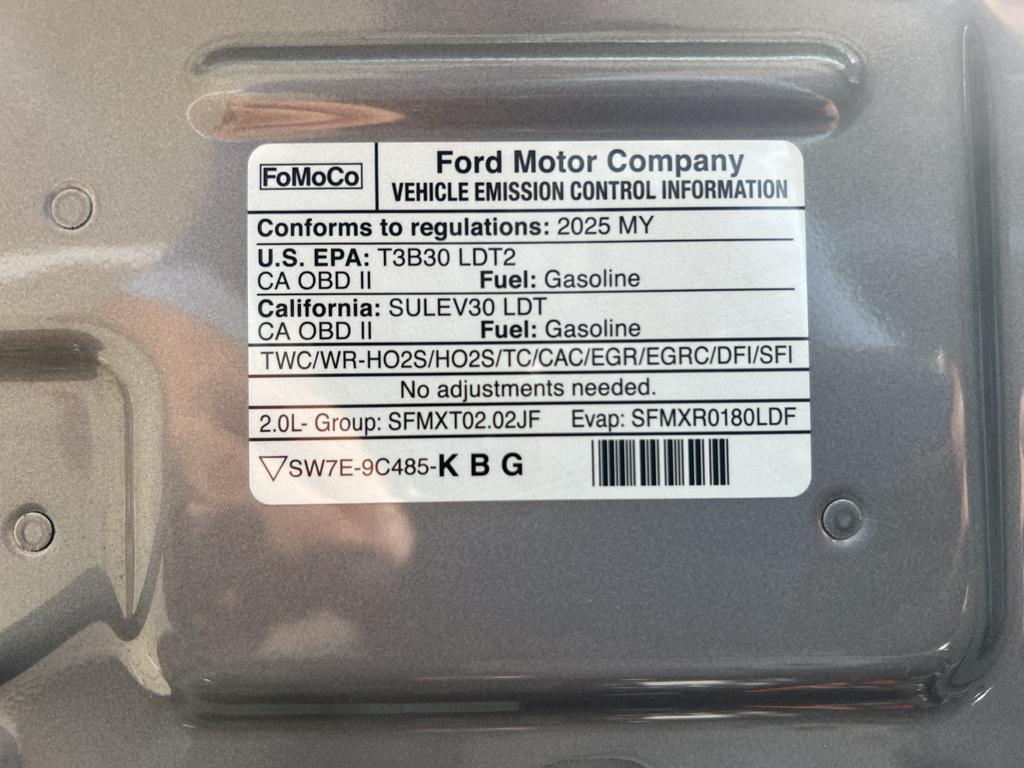 FoMoCo
Ford Motor Company
VEHICLE EMISSION CONTROL INFORMATION
Conforms to regulations: 2025 MY
U.S. EPA: T3B30 LDT2
CA OBD II Fuel: Gasoline
California: SULEV30 LDT
CA OBD II Fuel: Gasoline
TWC/WR-HO2S/HO2S/TC/CAC/EGR/EGRC/DFI/SFI
No adjustments needed.
2.0L- Group: SFMXT02.02JF Evap: SFMXR0180LDF
▽SW7E-9C485-K B G